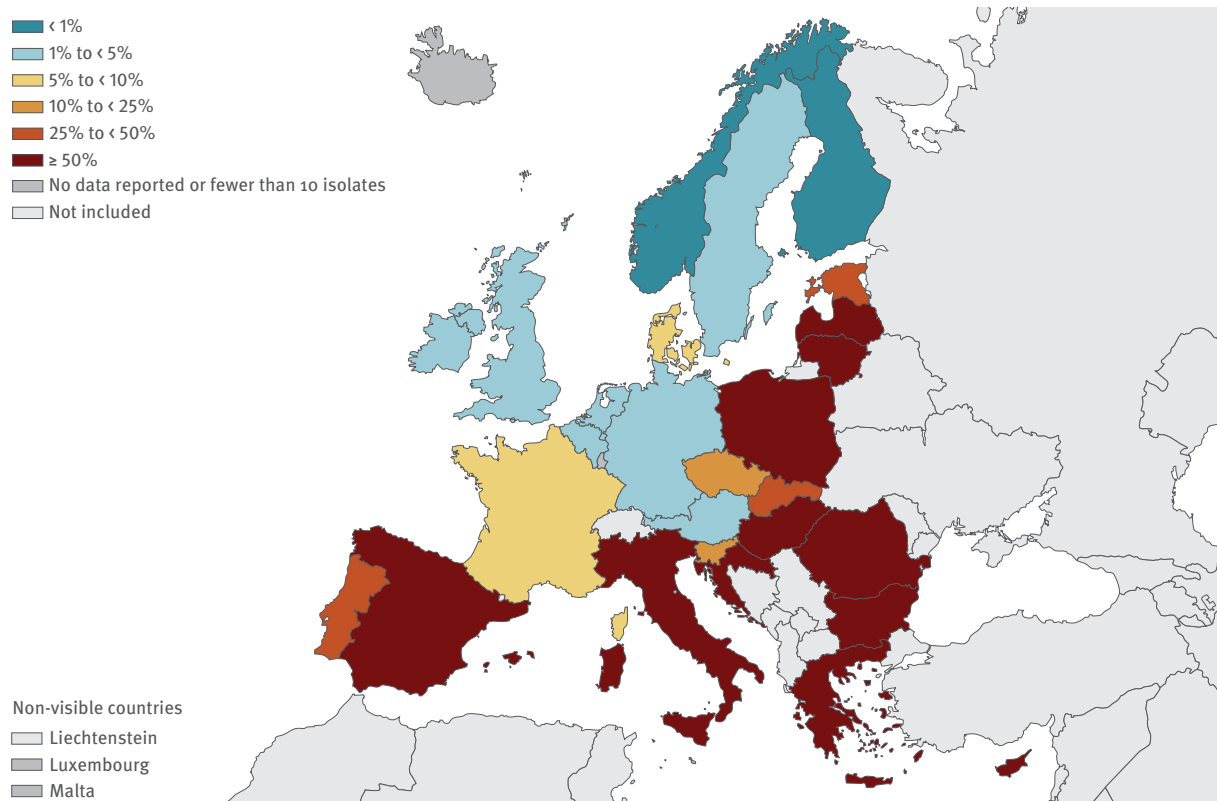 < 1%
1% to < 5%
5% to < 10%
10% to < 25%
25% to < 50%
≥ 50%
No data reported or fewer than 10 isolates
Not included
Non-visible countries
Liechtenstein
Luxembourg
Malta